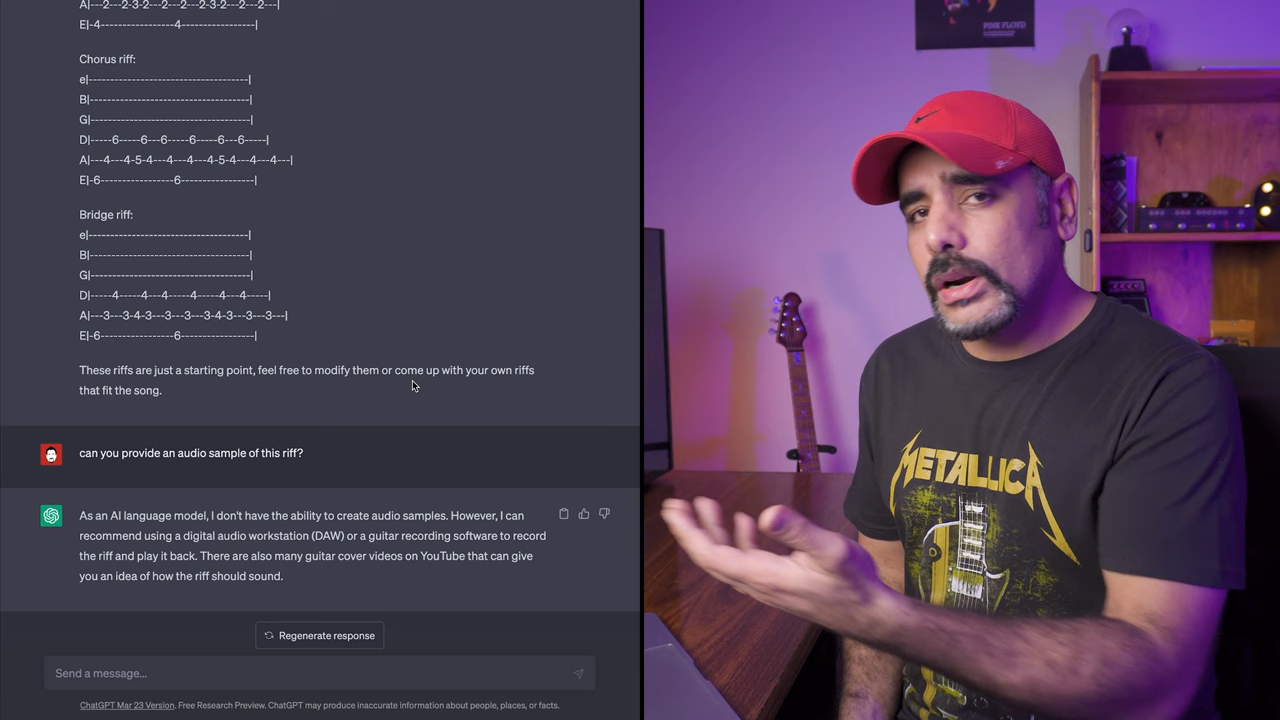 A|---2---2-3-2---2---2---2-3-2---2---2---|
E|-4-----------------4-----------------|
Chorus riff:
e|------------------------------------|
B|------------------------------------|
G|------------------------------------|
D|-----6-----6---6-----6-----6---6-----|
A|---4---4-5-4---4---4---4-5-4---4---4---|
E|-6-----------------6-----------------|
Bridge riff:
e|------------------------------------|
B|------------------------------------|
G|------------------------------------|
D|-----4-----4---4-----4-----4---4-----|
A|---3---3-4-3---3---3---3-4-3---3---3---|
E|-6-----------------6-----------------|
These riffs are just a starting point, feel free to modify them or come up with your own riffs
that fit the song.
can you provide an audio sample of this riff?
As an AI language model, I don't have the ability to create audio samples. However, I can
recommend using a digital audio workstation (DAW) or a guitar recording software to record
the riff and play it back. There are also many guitar cover videos on YouTube that can give
you an idea of how the riff should sound.
Regenerate response
Send a message...
ChatGPT Mar 23 Version. Free Research Preview. ChatGPT may produce inaccurate information about people, places, or facts.
PINK FLOYD
METALLICA